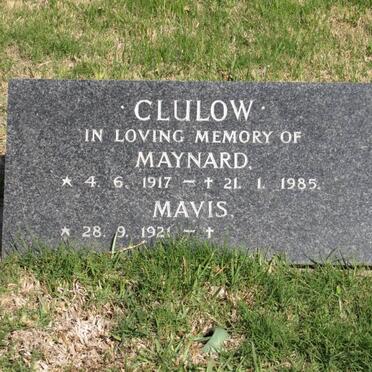 · CLULOW ·
IN LOVING MEMORY OF
MAYNARD.
★ 4. 6. 1917 – † 21. 1. 1985.
MAVIS.
★ 28. 9. 1921 – †